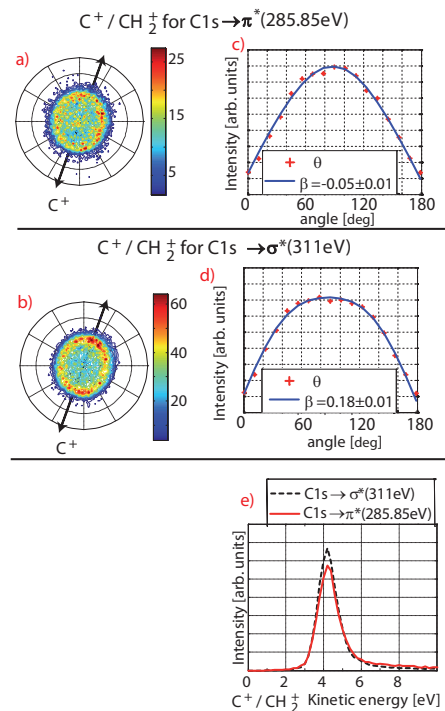 C⁺ / CH₂⁺ for C1s→π*(285.85eV)
a)
25
15
5
C⁺
c)
Intensity [arb. units]
θ
β=-0.05±0.01
0 60 120 180
angle [deg]
C⁺ / CH₂⁺ for C1s →σ*(311eV)
b)
60
40
20
C⁺
d)
Intensity [arb. units]
θ
β=0.18±0.01
0 60 120 180
angle [deg]
e)
C1s→ σ*(311eV)
C1s→π*(285.85eV)
Intensity [arb. units]
0 2 4 6 8
C⁺ / CH₂⁺ Kinetic energy [eV]